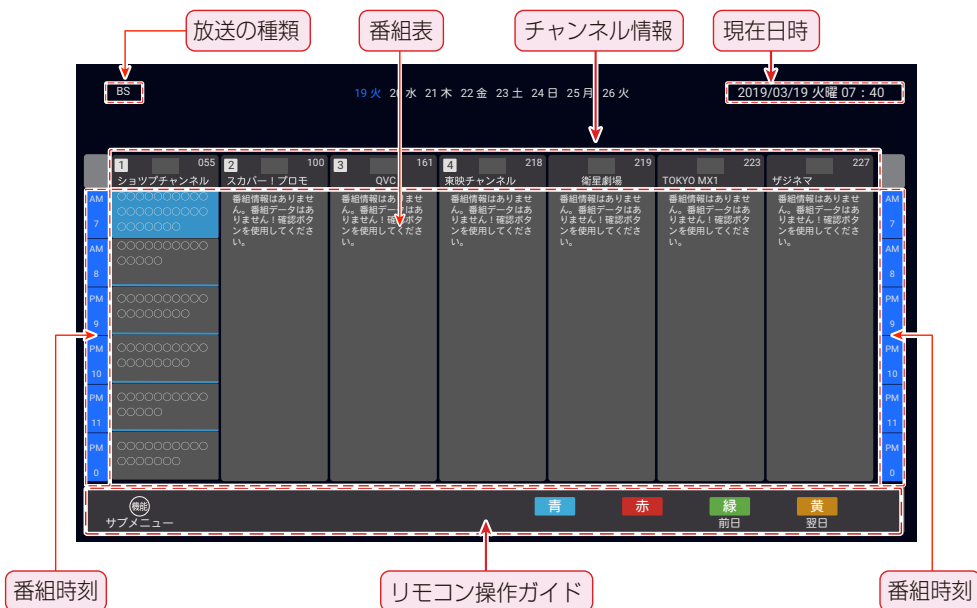 放送の種類
番組表
チャンネル情報
現在日時
BS
19 火 20 水 21 木 22 金 23 土 24 日 25 月 26 火
2019/03/19 火曜 07：40
1 055
ショップチャンネル
2 100
スカパー！プロモ
3 161
QVC
4 218
東映チャンネル
219
衛星劇場
223
TOKYO MX1
227
ザジネマ
AM
7
AM
8
PM
9
PM
10
PM
11
PM
0
○○○○○○○○○○
○○○○○○○○○○
○○○○○○○
○○○○○○○○○○
○○○○○
○○○○○○○○○○
○○○○○○○○
○○○○○○○○○○
○○○○○○○○
○○○○○○○○○○
○○○○○
○○○○○○○○○○
○○○○○○○
番組情報はありませ
ん。番組データはあ
りません！確認ボタ
ンを使用してくださ
い。
番組情報はありませ
ん。番組データはあ
りません！確認ボタ
ンを使用してくださ
い。
番組情報はありませ
ん。番組データはあ
りません！確認ボタ
ンを使用してくださ
い。
番組情報はありませ
ん。番組データはあ
りません！確認ボタ
ンを使用してくださ
い。
番組情報はありませ
ん。番組データはあ
りません！確認ボタ
ンを使用してくださ
い。
番組情報はありませ
ん。番組データはあ
りません！確認ボタ
ンを使用してくださ
い。
AM
7
AM
8
PM
9
PM
10
PM
11
PM
0
機能
サブメニュー
青
赤
緑
前日
黄
翌日
番組時刻
リモコン操作ガイド
番組時刻